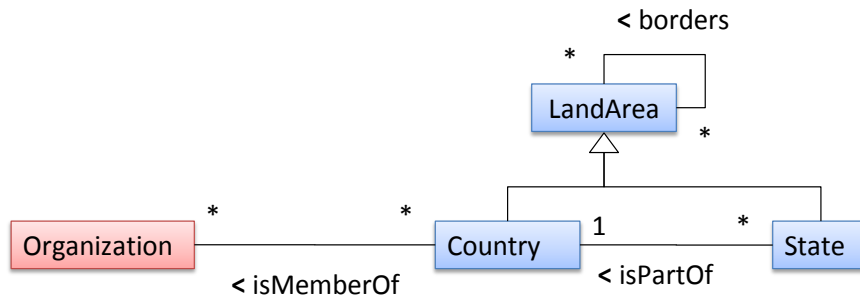 < borders
*
LandArea
*
* * 1 *
Organization Country State
< isMemberOf < isPartOf